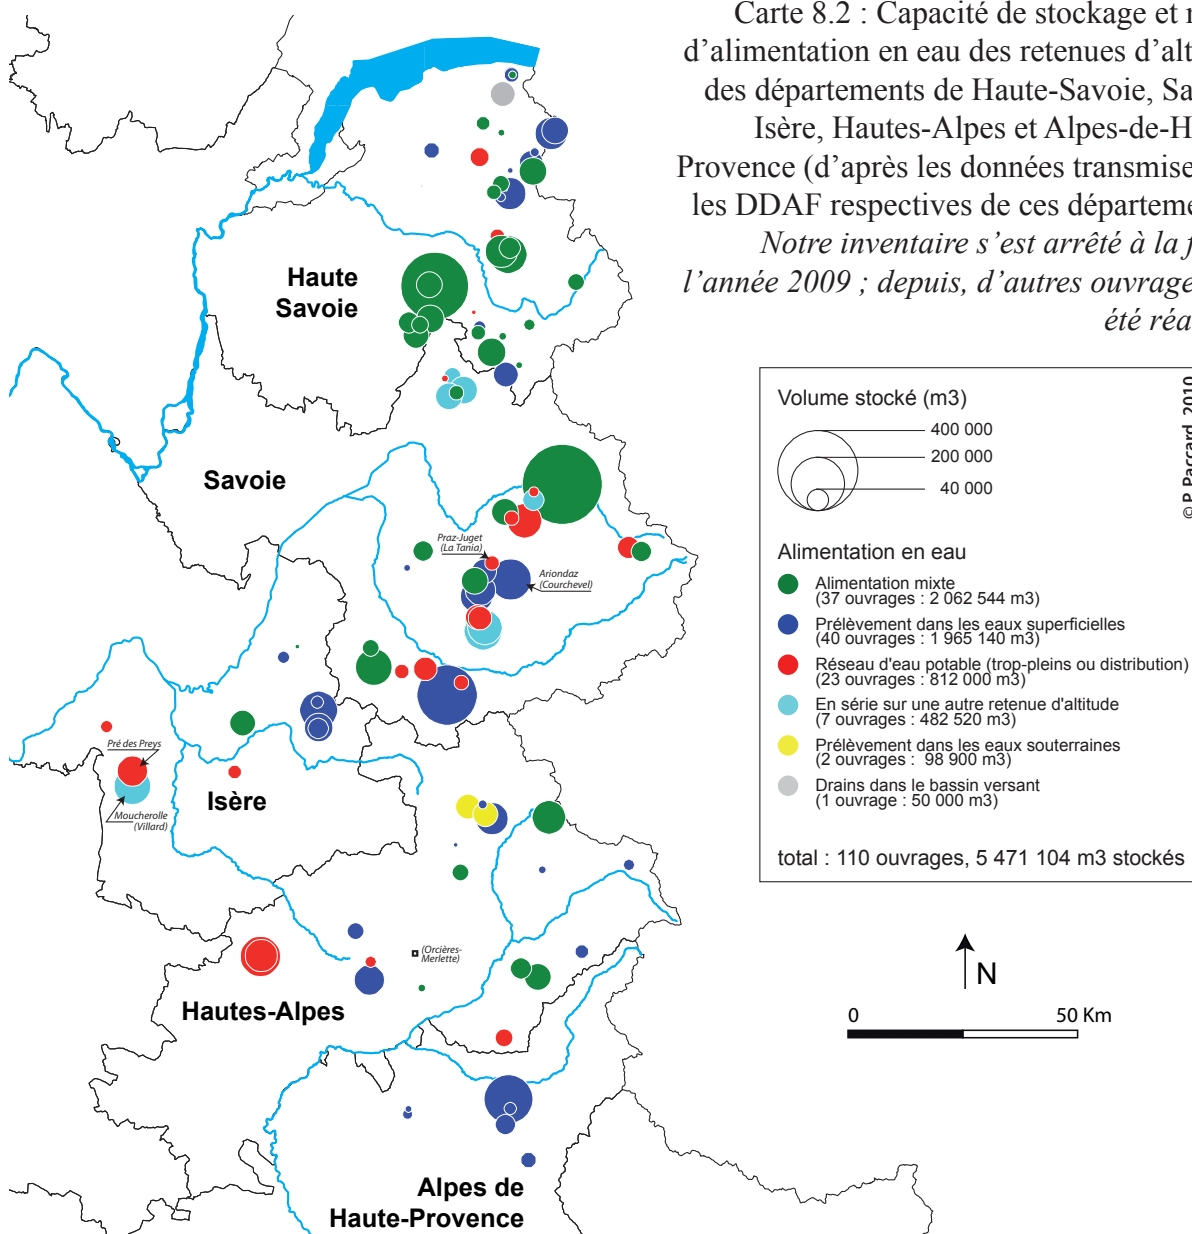 Carte 8.2 : Capacité de stockage et
d’alimentation en eau des retenues d’alt
des départements de Haute-Savoie, Sa
Isère, Hautes-Alpes et Alpes-de-H
Provence (d’après les données transmise
les DDAF respectives de ces départeme
Notre inventaire s’est arrêté à la f
l’année 2009 ; depuis, d’autres ouvrage
été réa
Haute
Savoie
Savoie
Praz-Juget
(La Tania)
Ariondaz
(Courchevel)
Pré des Preys
Moucherolle
(Villard)
Isère
(Orcières-
Merlette)
Hautes-Alpes
Alpes de
Haute-Provence
Volume stocké (m3)
400 000
200 000
40 000
Alimentation en eau
Alimentation mixte
(37 ouvrages : 2 062 544 m3)
Prélèvement dans les eaux superficielles
(40 ouvrages : 1 965 140 m3)
Réseau d'eau potable (trop-pleins ou distribution)
(23 ouvrages : 812 000 m3)
En série sur une autre retenue d'altitude
(7 ouvrages : 482 520 m3)
Prélèvement dans les eaux souterraines
(2 ouvrages : 98 900 m3)
Drains dans le bassin versant
(1 ouvrage : 50 000 m3)
total : 110 ouvrages, 5 471 104 m3 stockés
© P. Paccard, 2010
N
0 50 Km